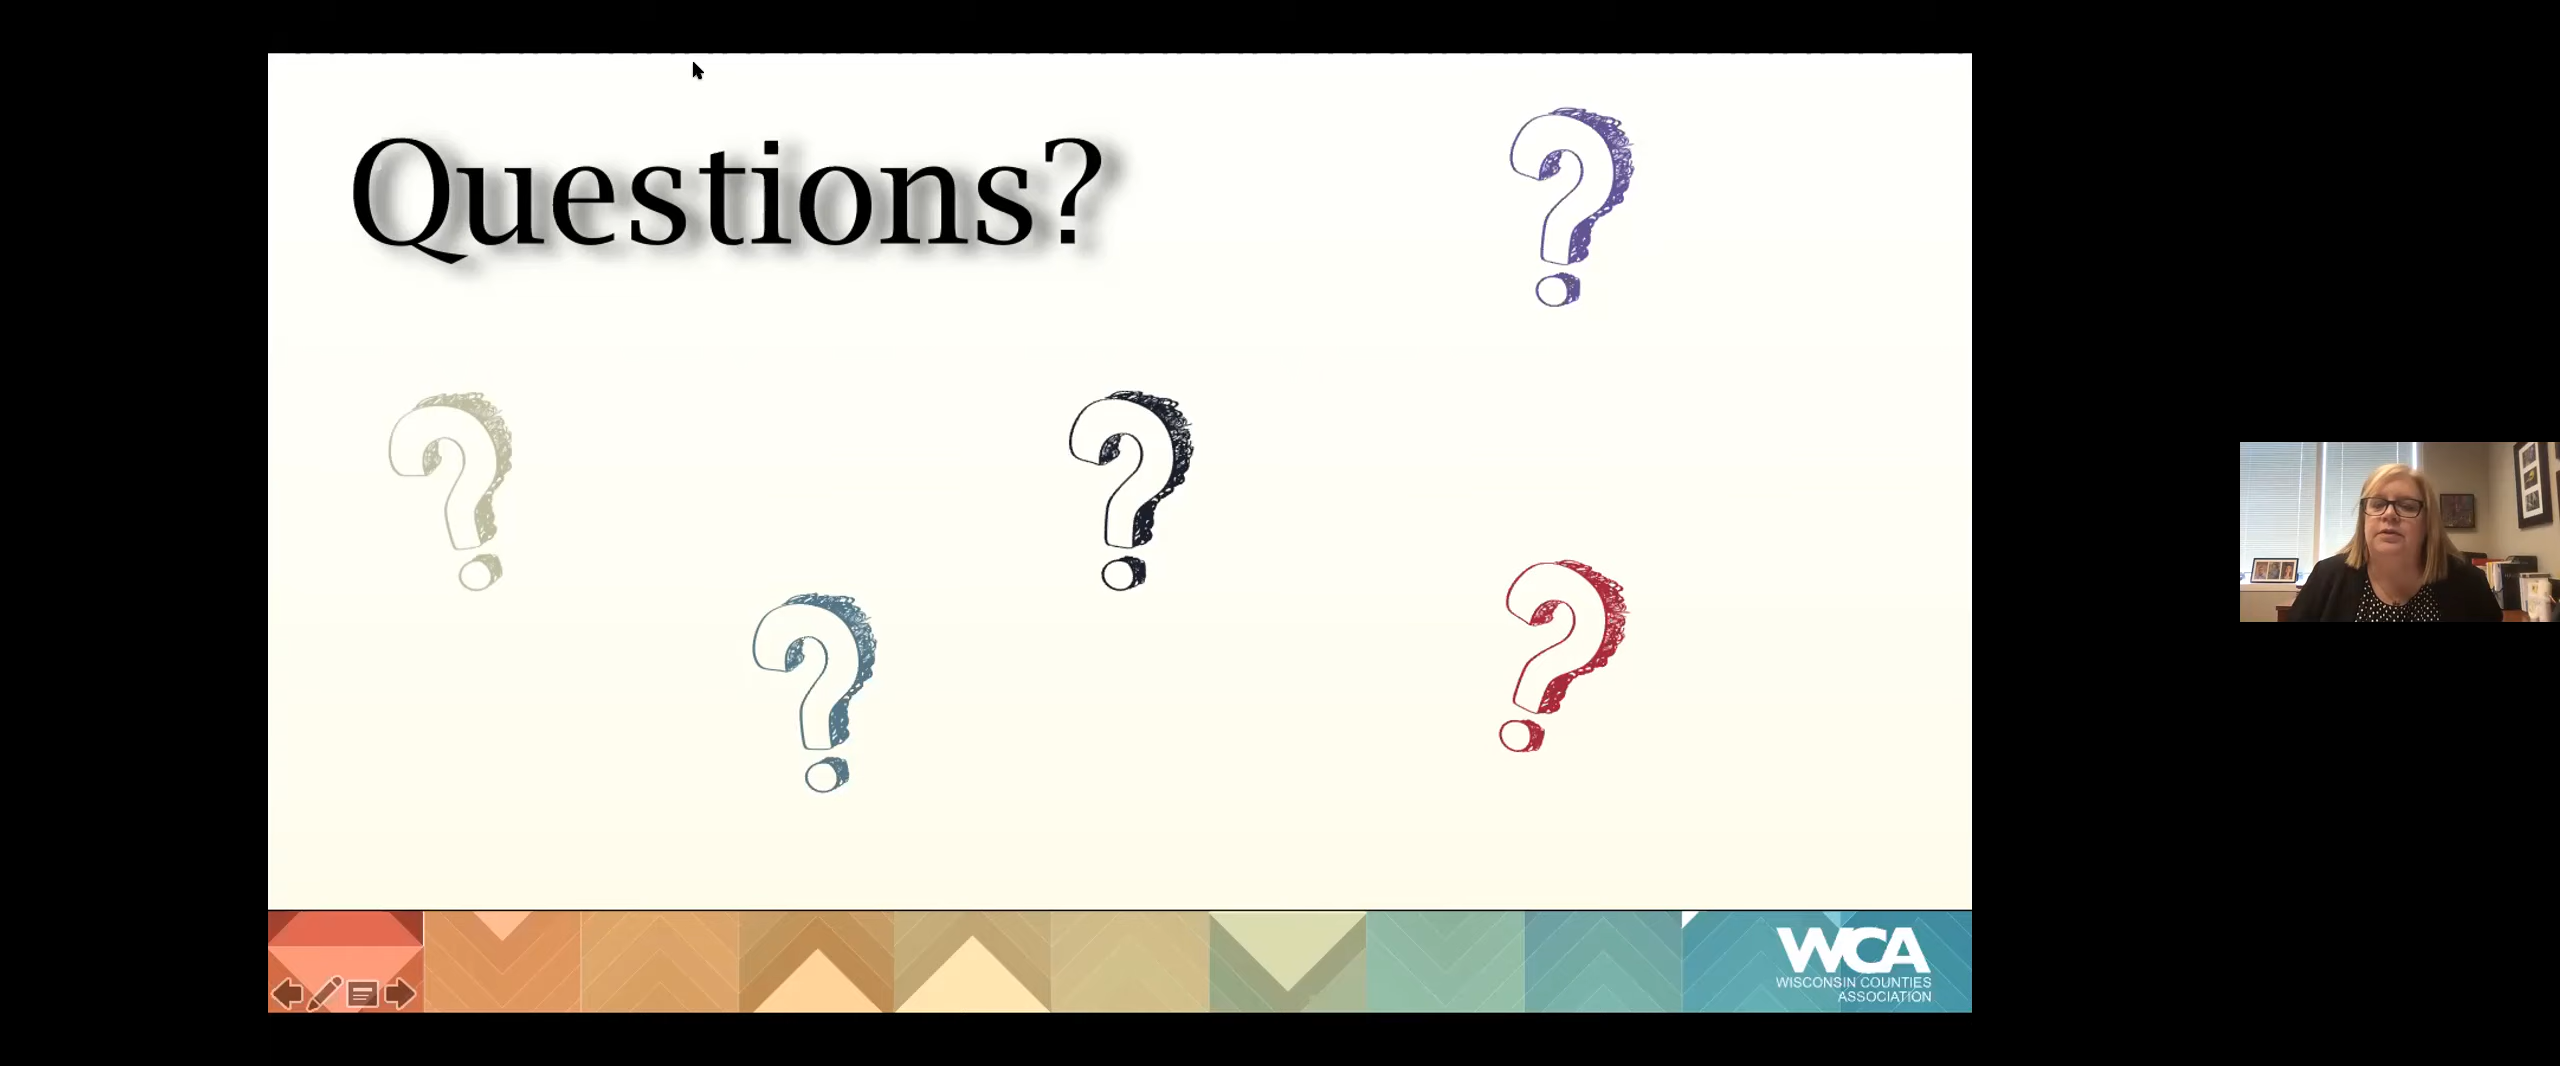 Questions?
?
?
?
?
?
WCA
WISCONSIN COUNTIES
ASSOCIATION